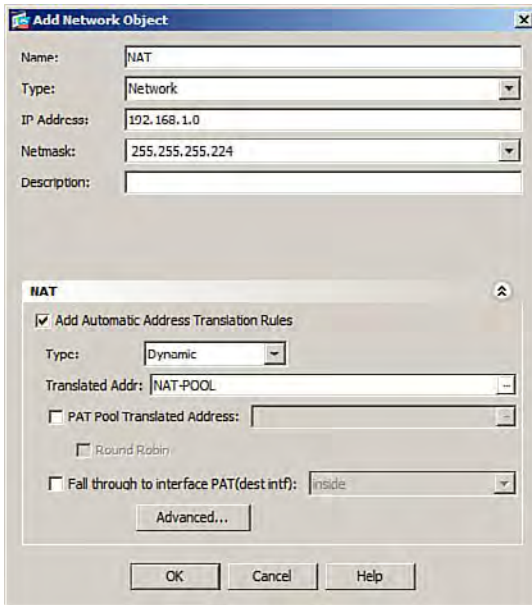 Add Network Object
Name: NAT
Type: Network
IP Address: 192.168.1.0
Netmask: 255.255.255.224
Description:
NAT
Add Automatic Address Translation Rules
Type: Dynamic
Translated Addr: NAT-POOL ...
PAT Pool Translated Address: ...
Round Robin
Fall through to interface PAT(dest intf): inside
Advanced...
OK Cancel Help